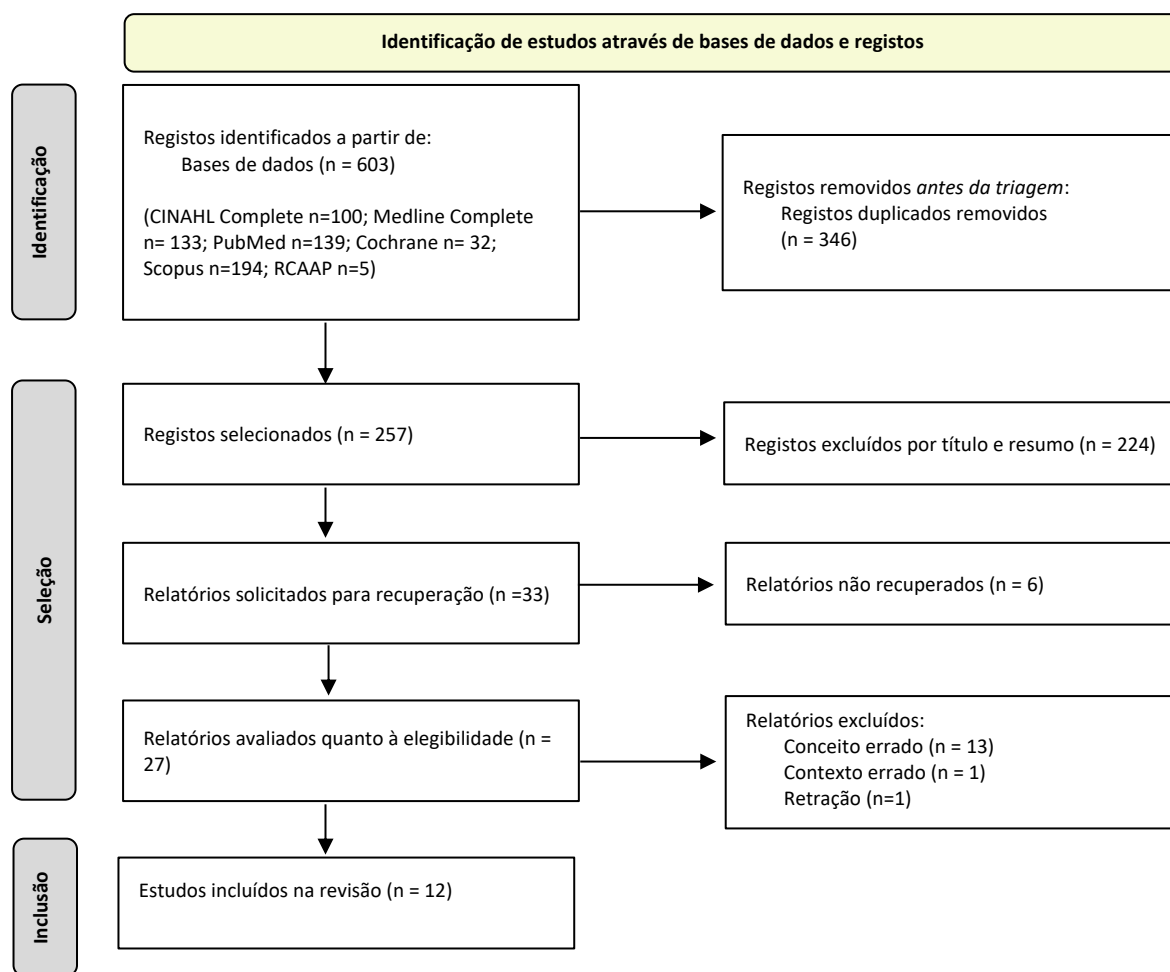 Identificação de estudos através de bases de dados e registos
Identificação
Registos identificados a partir de:
Bases de dados (n = 603)
(CINAHL Complete n=100; Medline Complete
n= 133; PubMed n=139; Cochrane n= 32;
Scopus n=194; RCAAP n=5)
Registos removidos antes da triagem:
Registos duplicados removidos
(n = 346)
Seleção
Registos selecionados (n = 257)
Registos excluídos por título e resumo (n = 224)
Relatórios solicitados para recuperação (n =33)
Relatórios não recuperados (n = 6)
Relatórios avaliados quanto à elegibilidade (n =
27)
Relatórios excluídos:
Conceito errado (n = 13)
Contexto errado (n = 1)
Retração (n=1)
Inclusão
Estudos incluídos na revisão (n = 12)